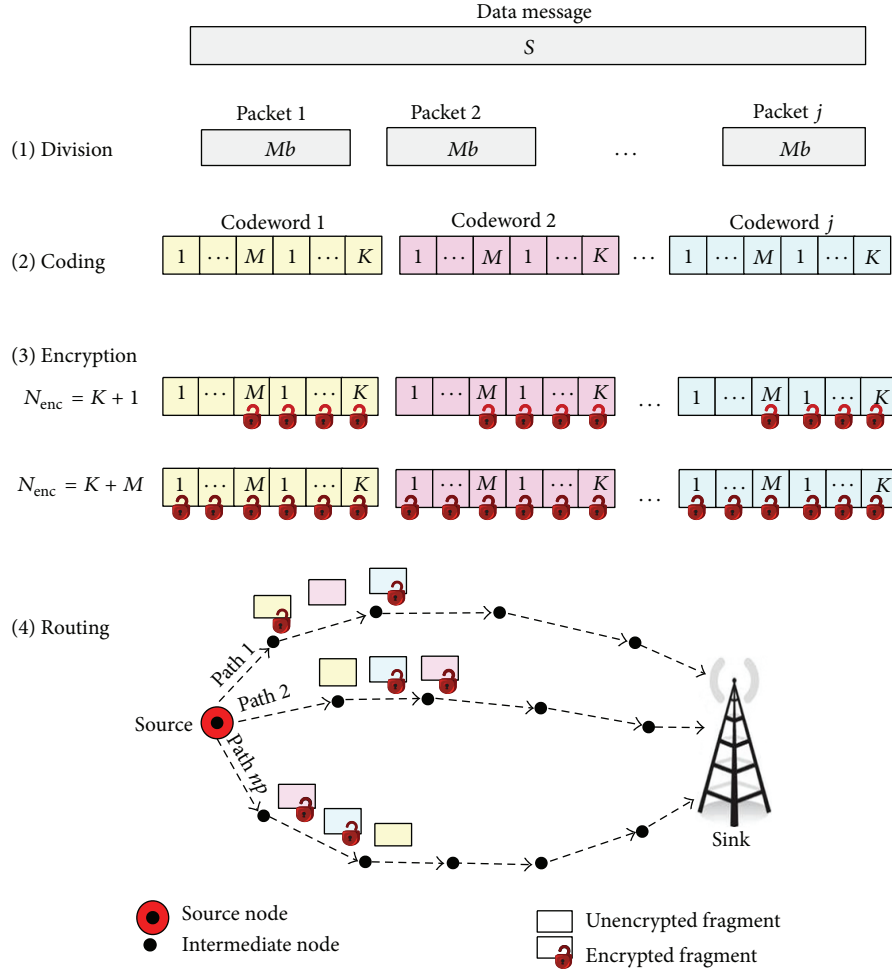 Data message
S
Packet 1 Packet 2 Packet j
(1) Division Mb Mb … Mb
Codeword 1 Codeword 2 Codeword j
(2) Coding 1 … M 1 … K 1 … M 1 … K … 1 … M 1 … K
(3) Encryption
N_enc = K + 1 1 … M 1 … K 1 … M 1 … K … 1 … M 1 … K
N_enc = K + M 1 … M 1 … K 1 … M 1 … K … 1 … M 1 … K
(4) Routing
Path 1
Path 2
Source
Path np
Sink
Source node
Unencrypted fragment
Intermediate node
Encrypted fragment